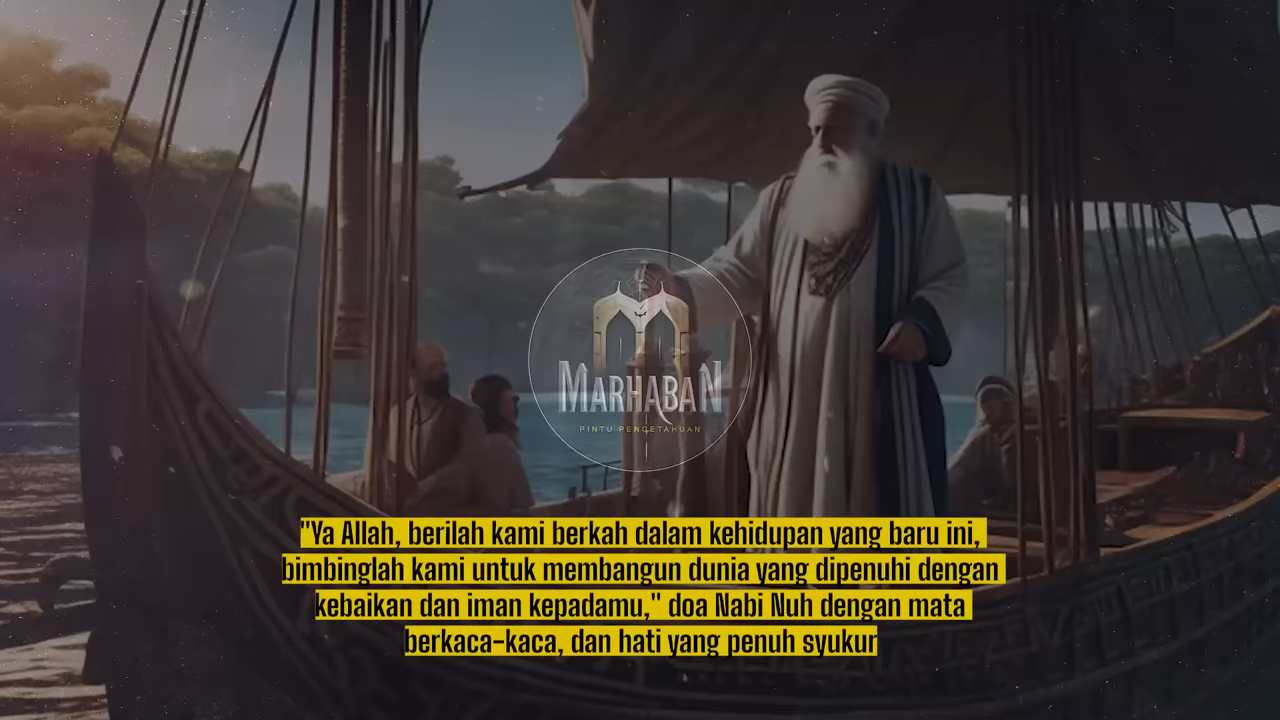 MARHABAN
PINTU PENGETAHUAN
"Ya Allah, berilah kami berkah dalam kehidupan yang baru ini,
bimbinglah kami untuk membangun dunia yang dipenuhi dengan
kebaikan dan iman kepadamu," doa Nabi Nuh dengan mata
berkaca-kaca, dan hati yang penuh syukur